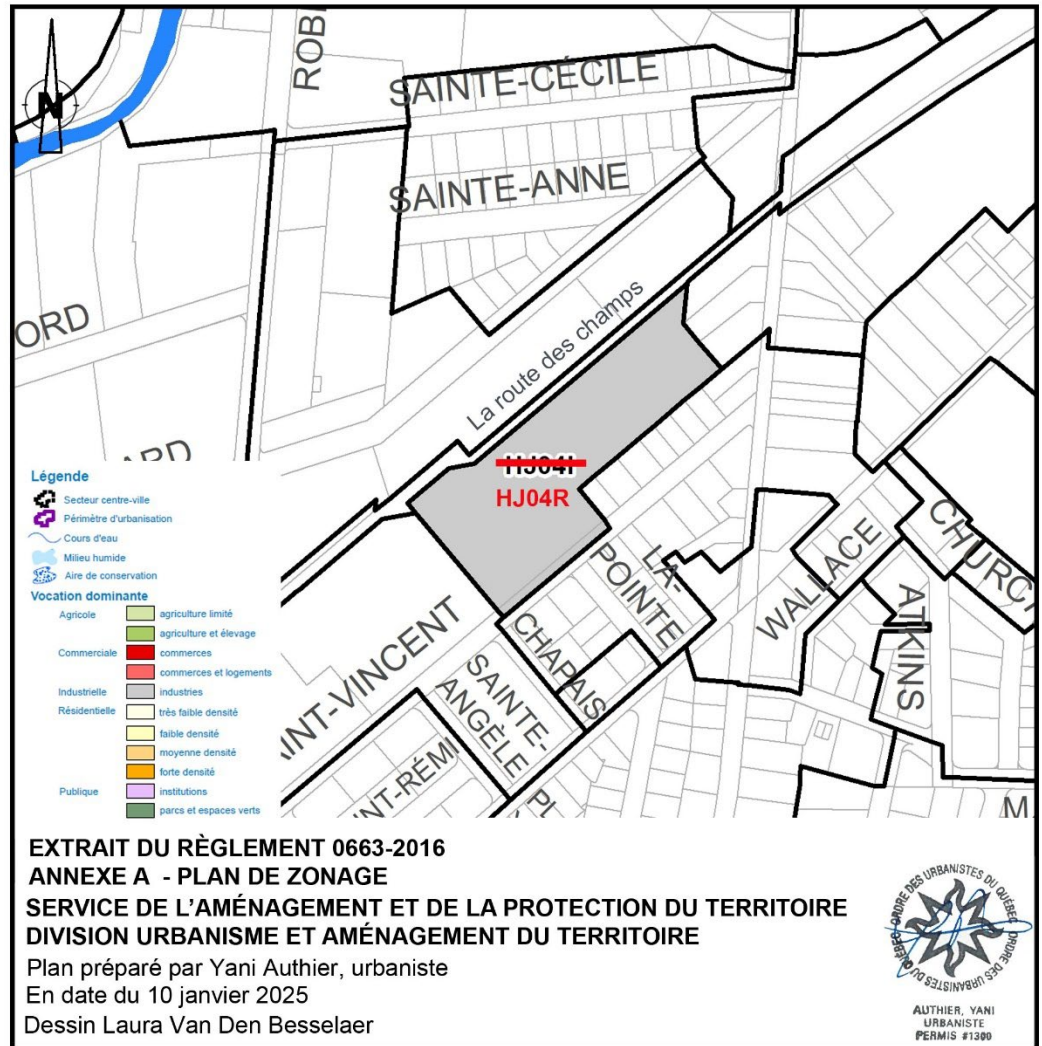 ROBI
SAINTE-CÉCILE
N
SAINTE-ANNE
ORD
La route des champs
ARD
HJ04I
HJ04R
Légende
Secteur centre-ville
Périmètre d'urbanisation
Cours d'eau
Milieu humide
Aire de conservation
Vocation dominante
Agricole
agriculture limité
agriculture et élevage
Commerciale
commerces
commerces et logements
Industrielle
industries
Résidentielle
très faible densité
faible densité
moyenne densité
forte densité
Publique
institutions
parcs et espaces verts
INT-VINCENT
LA-
POINTE
CHAPAIS
SAINTE-
ANGÈLE
INT-RÉMI
WALLACE
CHURC
ATKINS
M
EXTRAIT DU RÈGLEMENT 0663-2016
ANNEXE A - PLAN DE ZONAGE
SERVICE DE L'AMÉNAGEMENT ET DE LA PROTECTION DU TERRITOIRE
DIVISION URBANISME ET AMÉNAGEMENT DU TERRITOIRE
Plan préparé par Yani Authier, urbaniste
En date du 10 janvier 2025
Dessin Laura Van Den Besselaer
ORDRE DES URBANISTES DU QUÉBEC
ORDRE DES URBANISTES DU QUÉBEC
AUTHIER, YANI
URBANISTE
PERMIS #1300